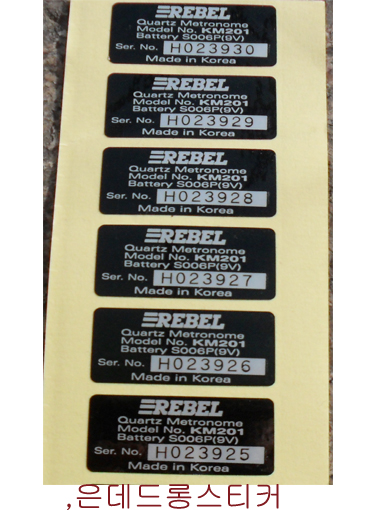 REBEL
Quartz Metronome
Model No. KM201
Battery S006P(9V)
Ser. No. H023930
Made in Korea
REBEL
Quartz Metronome
Model No. KM201
Battery S006P(9V)
Ser. No. H023929
Made in Korea
REBEL
Quartz Metronome
Model No. KM201
Battery S006P(9V)
Ser. No. H023928
Made in Korea
REBEL
Quartz Metronome
Model No. KM201
Battery S006P(9V)
Ser. No. H023927
Made in Korea
REBEL
Quartz Metronome
Model No. KM201
Battery S006P(9V)
Ser. No. H023926
Made in Korea
REBEL
Quartz Metronome
Model No. KM201
Battery S006P(9V)
Ser. No. H023925
Made in Korea
,은데드롱스티커